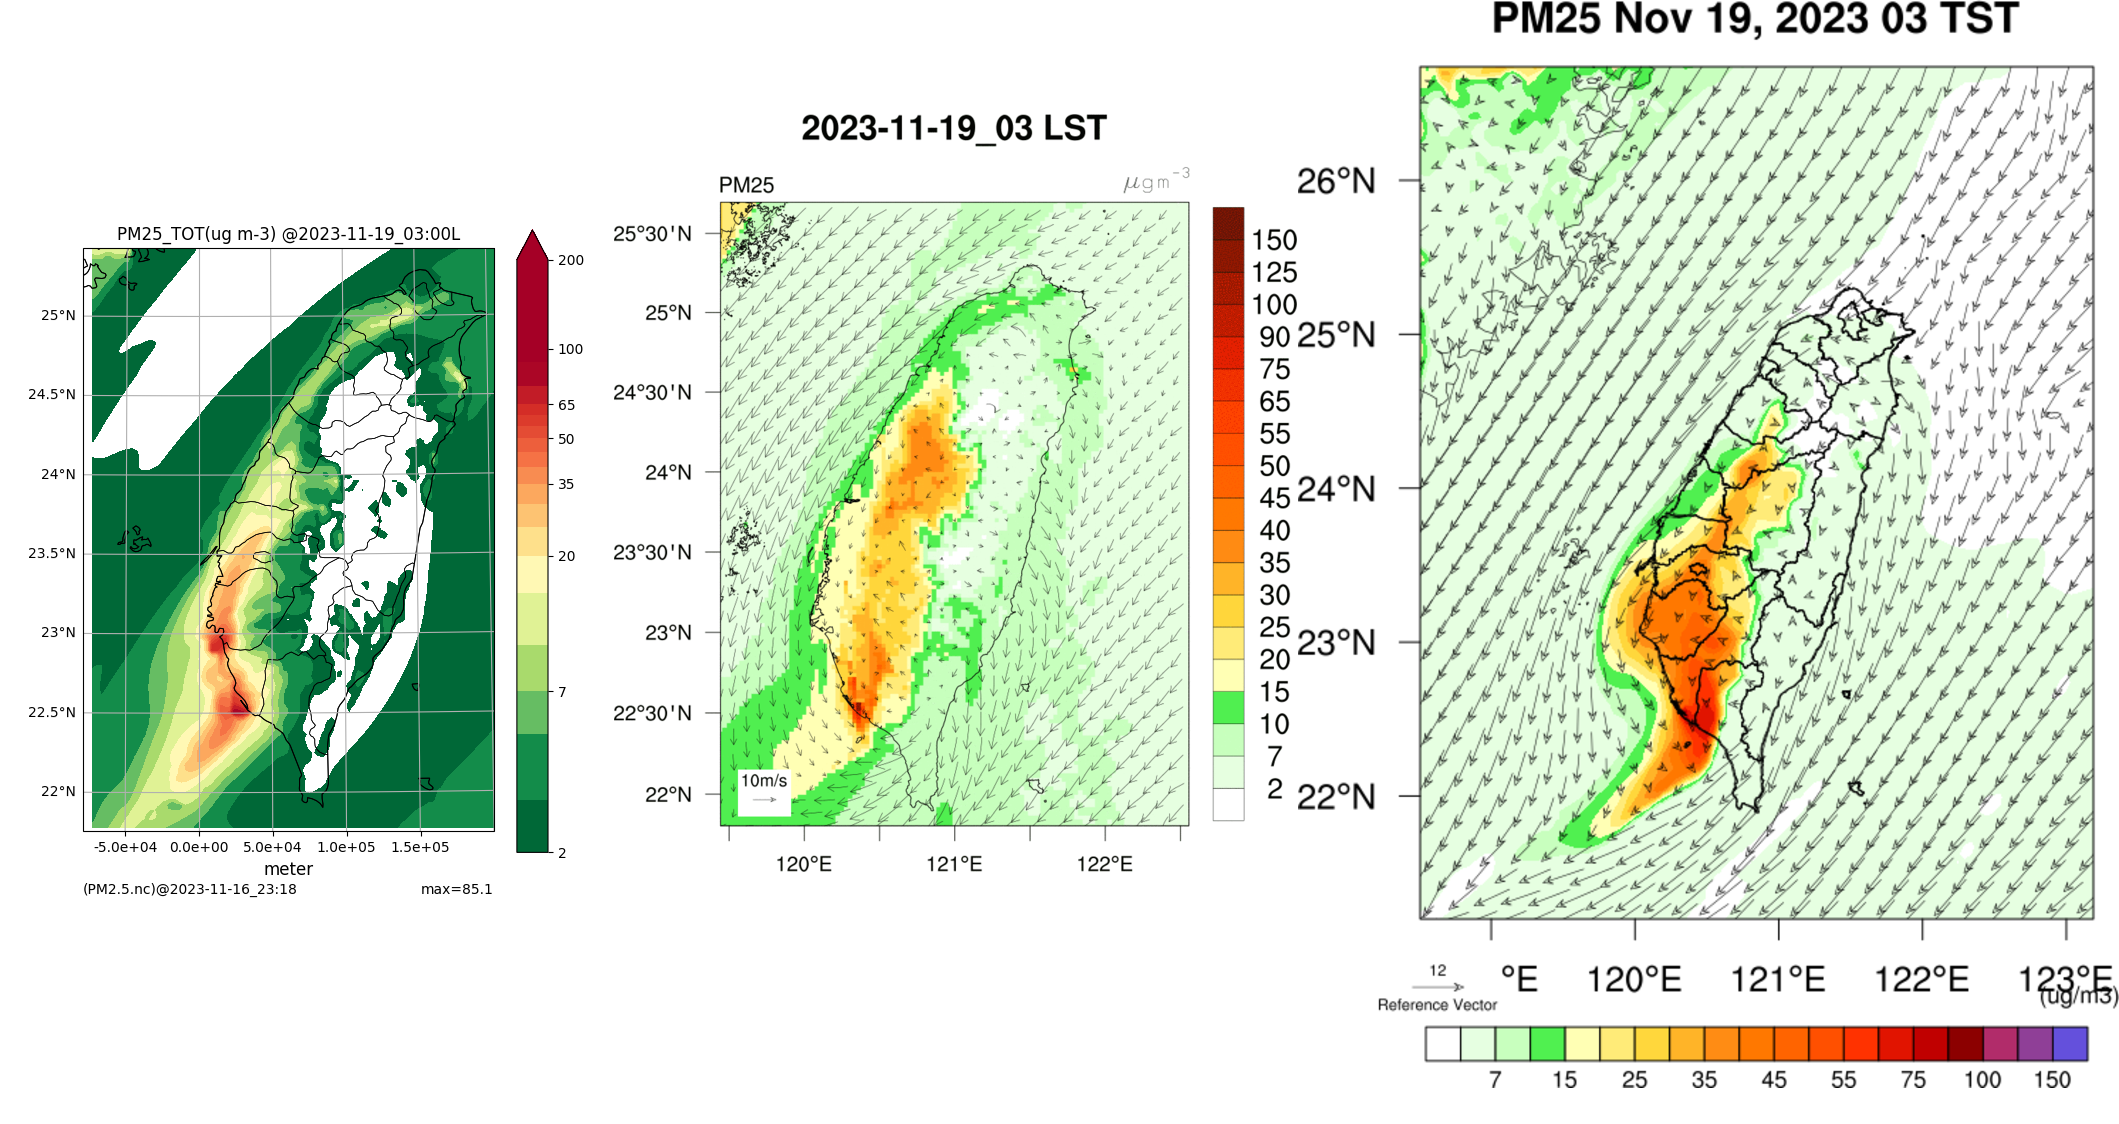 PM25_TOT(ug m-3) @2023-11-19_03:00L
25°N
24.5°N
24°N
23.5°N
23°N
22.5°N
22°N
-5.0e+04 0.00e+00 5.0e+04 1.0e+05 1.5e+05
meter
(PM2.5.nc)@2023-11-16_23:18 max=85.1
200
100
65
50
35
20
7
2
2023-11-19_03 LST
PM25 μgm⁻³
25°30'N
25°N
24°30'N
24°N
23°30'N
23°N
22°30'N
22°N
10m/s
120°E 121°E 122°E
150
125
100
90
75
65
55
50
45
40
35
30
25
20
15
10
7
2
PM25 Nov 19, 2023 03 TST
26°N
25°N
24°N
23°N
22°N
°E 120°E 121°E 122°E 123°E
12
Reference Vector
(ug/m3)
7 15 25 35 45 55 75 100 150